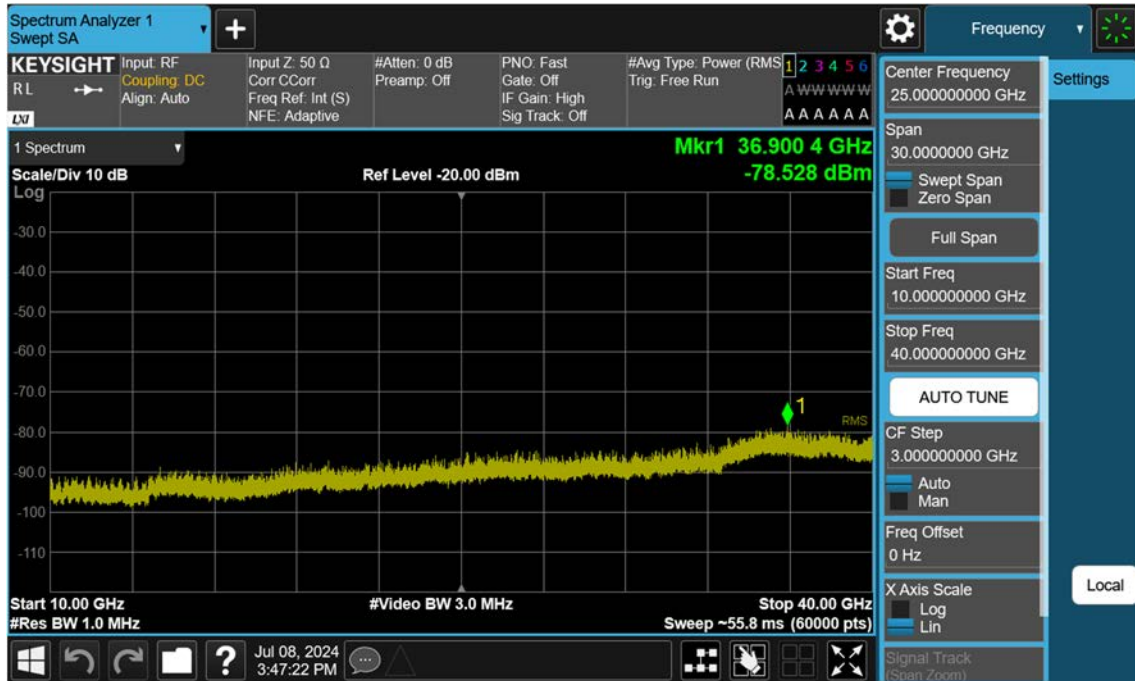 Spectrum Analyzer 1
Swept SA
+
Frequency
KEYSIGHT
RL
LXI
Input: RF
Coupling: DC
Align: Auto
Input Z: 50 Ω
Corr CCorr
Freq Ref: Int (S)
NFE: Adaptive
#Atten: 0 dB
Preamp: Off
PNO: Fast
Gate: Off
IF Gain: High
Sig Track: Off
#Avg Type: Power (RMS
Trig: Free Run
1 2 3 4 5 6
A W W W W W
A A A A A A
1 Spectrum
Mkr1 36.900 4 GHz
-78.528 dBm
Scale/Div 10 dB
Ref Level -20.00 dBm
Log
-30.0
-40.0
-50.0
-60.0
-70.0
-80.0
-90.0
-100
-110
1
RMS
Start 10.00 GHz
#Video BW 3.0 MHz
Stop 40.00 GHz
#Res BW 1.0 MHz
Sweep ~55.8 ms (60000 pts)
Center Frequency
25.000000000 GHz
Span
30.0000000 GHz
Swept Span
Zero Span
Full Span
Start Freq
10.000000000 GHz
Stop Freq
40.000000000 GHz
AUTO TUNE
CF Step
3.000000000 GHz
Auto
Man
Freq Offset
0 Hz
X Axis Scale
Log
Lin
Signal Track
(Span Zoom)
Settings
Local
?
Jul 08, 2024
3:47:22 PM